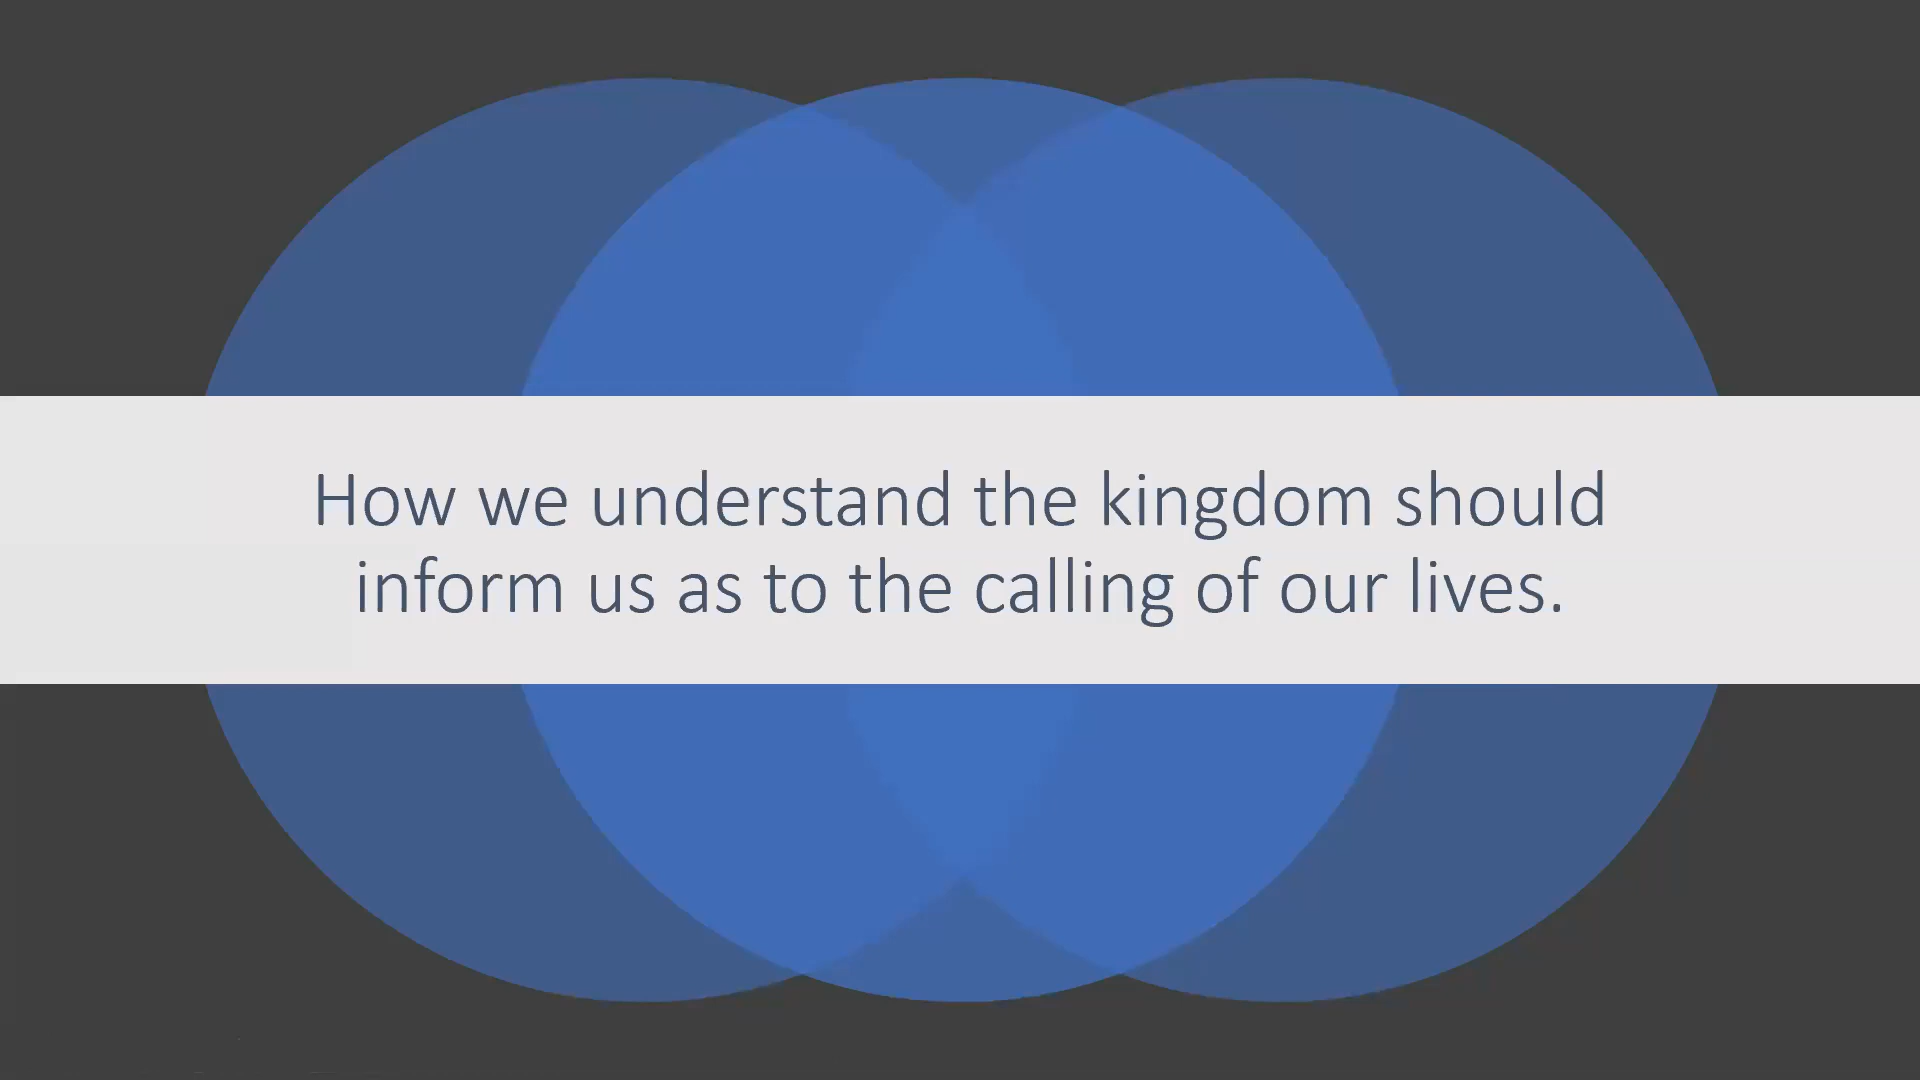 How we understand the kingdom should
inform us as to the calling of our lives.